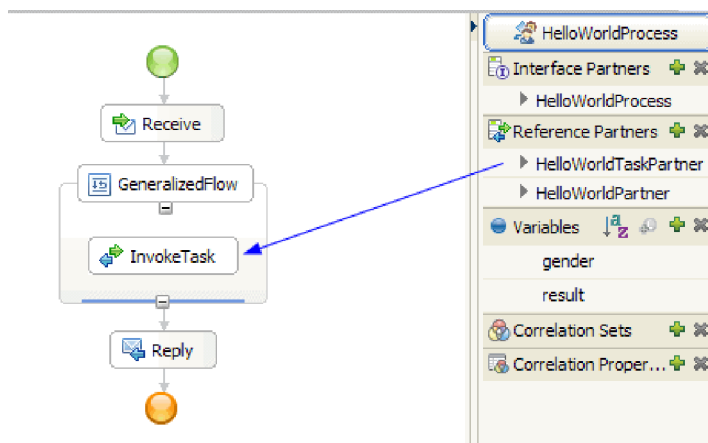 Receive
GeneralizedFlow
InvokeTask
Reply
HelloWorldProcess
Interface Partners
HelloWorldProcess
Reference Partners
HelloWorldTaskPartner
HelloWorldPartner
Variables
gender
result
Correlation Sets
Correlation Proper...